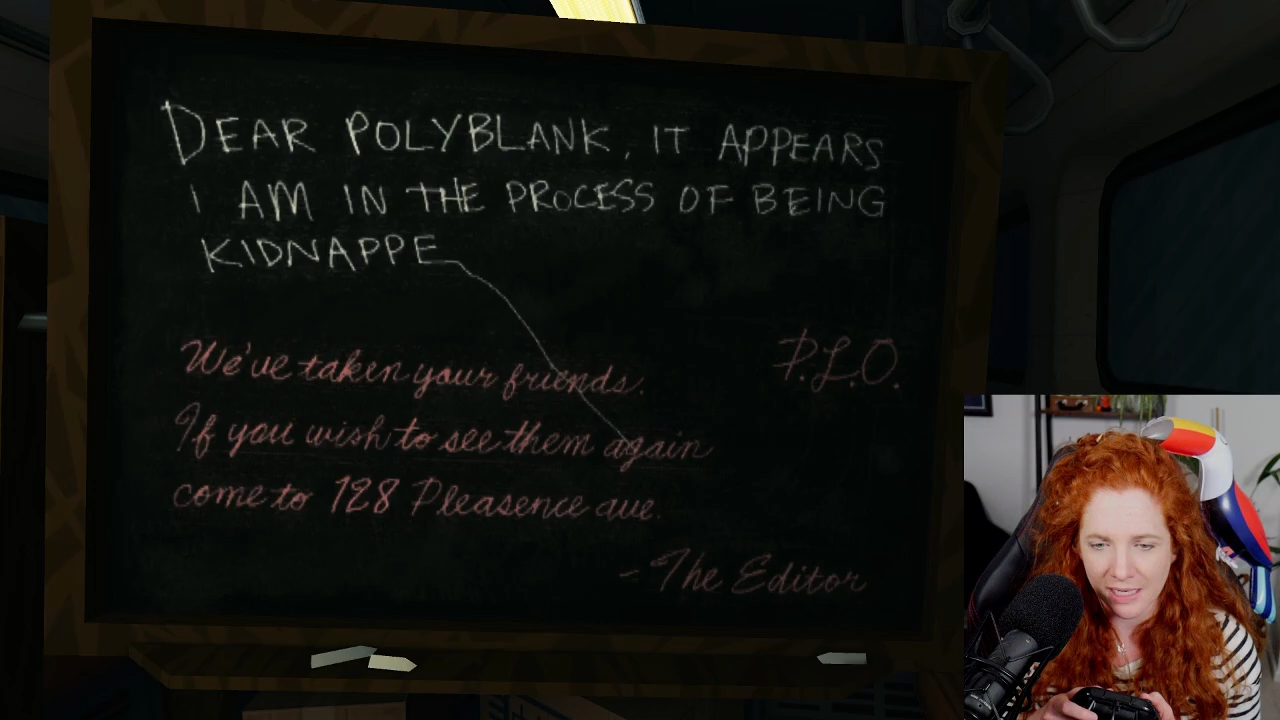 DEAR POLYBLANK, IT APPEARS
I AM IN THE PROCESS OF BEING
KIDNAPPE
P.L.O.
We've taken your friends.
If you wish to see them again
come to 128 Pleasence ave.
- The Editor